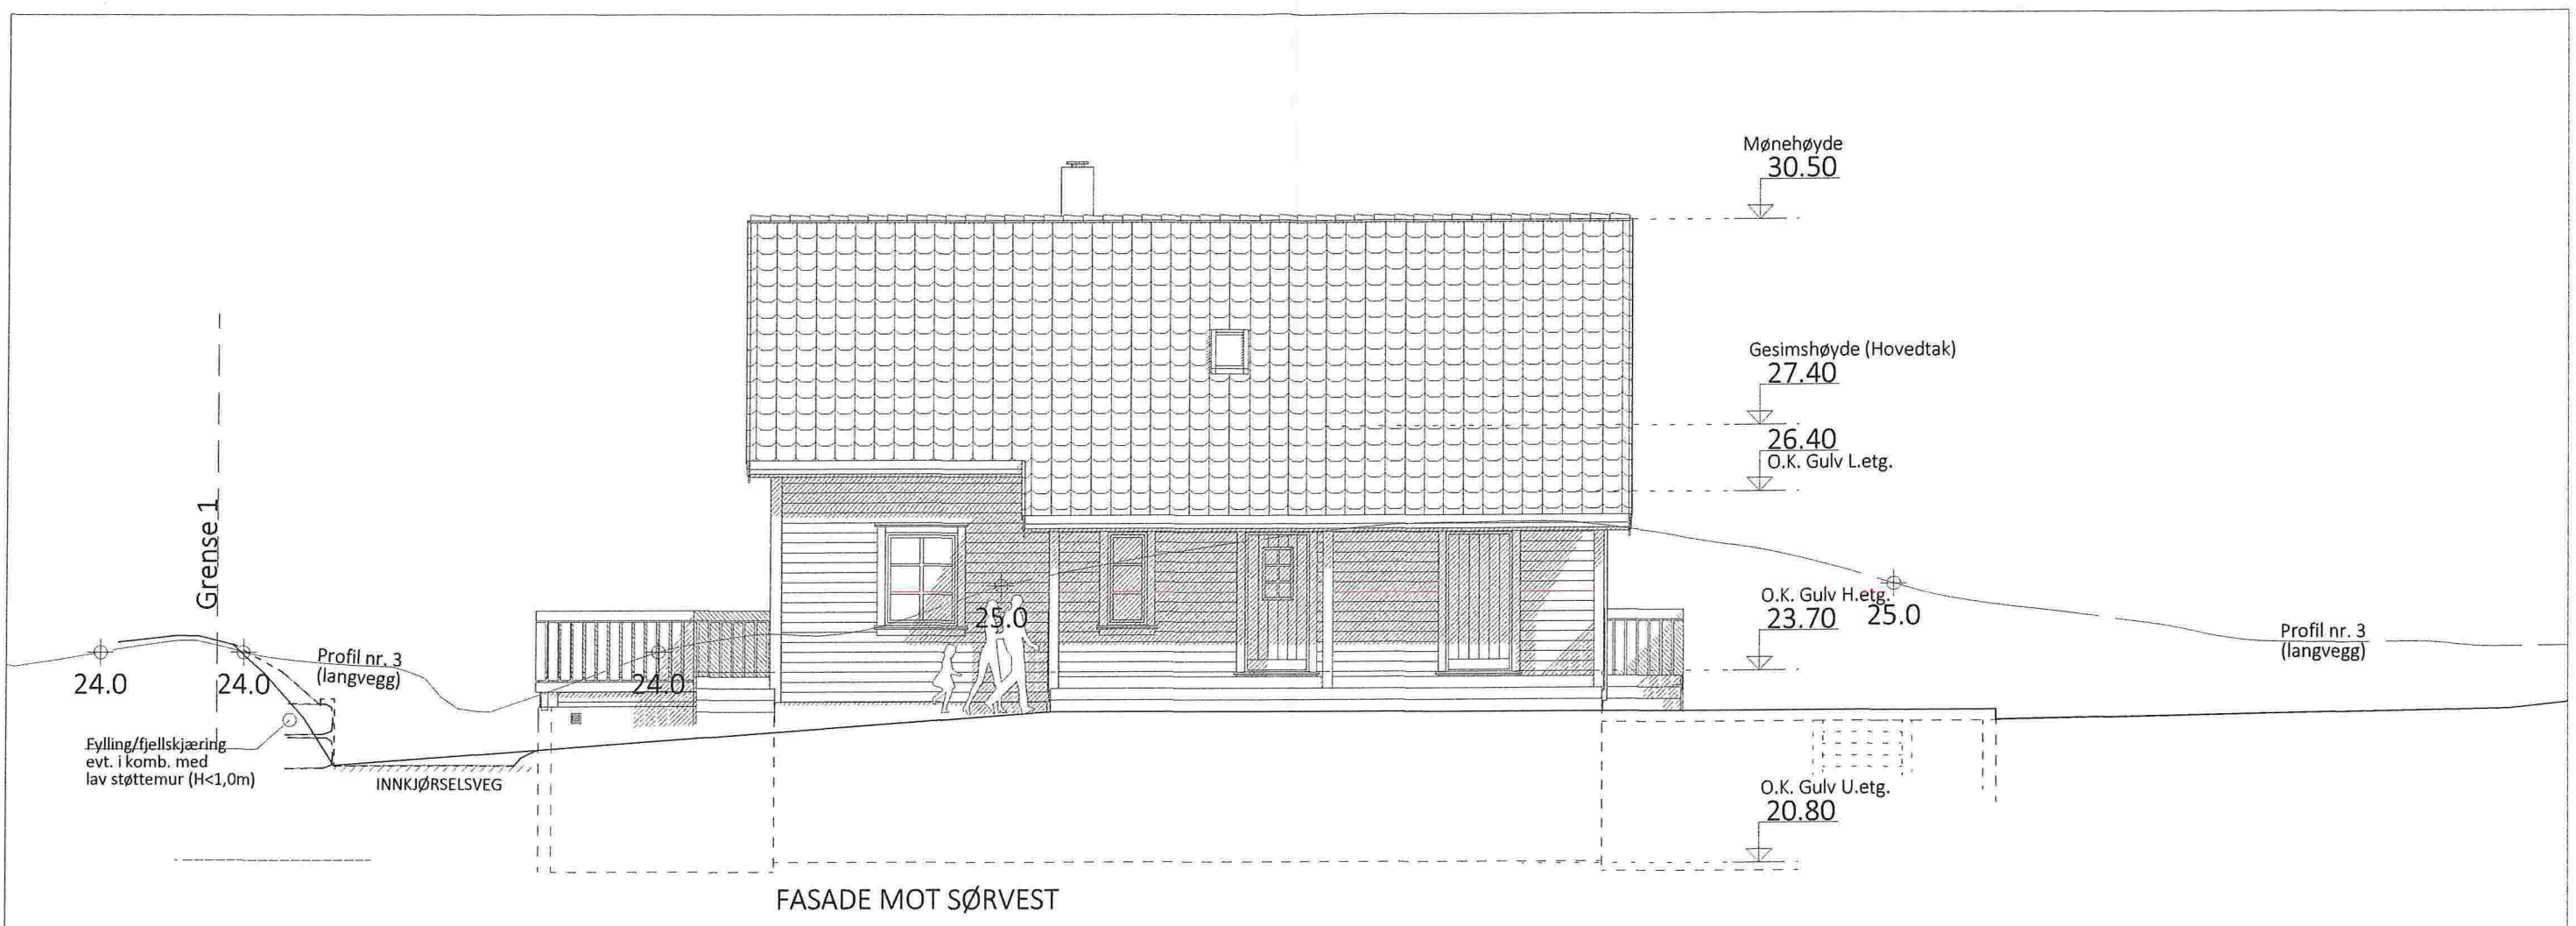 Mønehøyde
30.50
Gesimshøyde (Hovedtak)
27.40
26.40
O.K. Gulv L.etg.
Grense 1
O.K. Gulv H.etg.
23.70
25.0
25.0
Profil nr. 3
(langvegg)
Profil nr. 3
(langvegg)
24.0
24.0
24.0
Fylling/fjellskjæring
evt. i komb. med
lav støttemur (H<1,0m)
INNKJØRSELSVEG
O.K. Gulv U.etg.
20.80
FASADE MOT SØRVEST